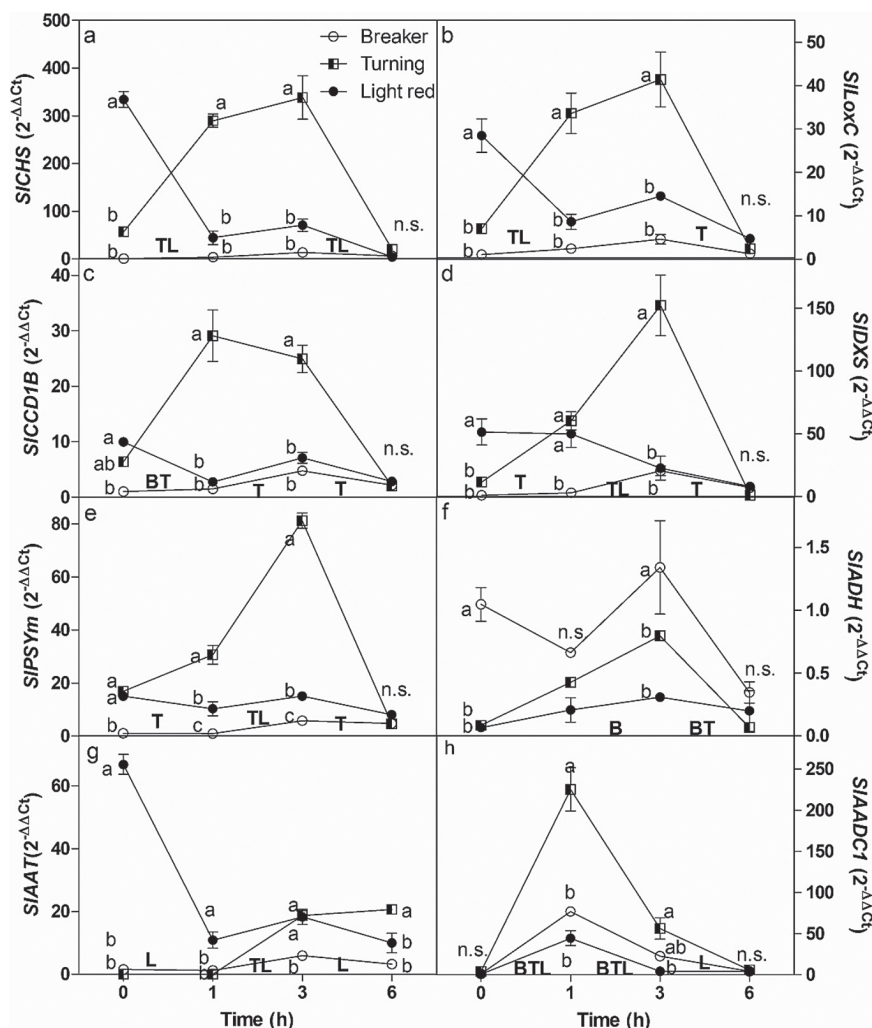 SlCHS (2^-ΔΔCt)
500
400
300
200
100
0
a
Breaker
Turning
Light red
a
b
b
TL
a
b
b
a
b
b
TL
n.s.
b
SlLoxC (2^-ΔΔCt)
50
40
30
20
10
0
a
b
b
TL
a
b
b
a
b
b
T
n.s.
c
SlCCD1B (2^-ΔΔCt)
40
30
20
10
0
a
ab
b
BT
a
b
b
T
a
b
b
T
n.s.
d
SlDXS (2^-ΔΔCt)
150
100
50
0
a
b
b
T
a
a
b
TL
a
b
b
T
n.s.
e
SlPSYm (2^-ΔΔCt)
80
60
40
20
0
a
a
b
T
a
b
c
TL
a
b
c
T
n.s.
f
SlADH (2^-ΔΔCt)
1.5
1.0
0.5
0.0
a
b
b
n.s.
B
a
b
b
BT
n.s.
g
SlAAT(2^-ΔΔCt)
60
40
20
0
a
b
b
L
a
b
b
TL
a
a
b
L
a
b
b
0
1
3
6
Time (h)
h
SlAADC1 (2^-ΔΔCt)
250
200
150
100
50
0
n.s.
BTL
a
b
b
BTL
a
ab
b
L
n.s.
0
1
3
6
Time (h)